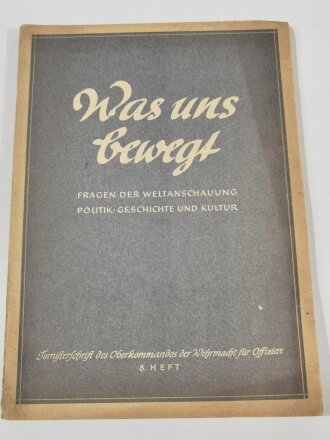 Was uns
bewegt
FRAGEN DER WELTANSCHAUUNG
POLITIK · GESCHICHTE UND KULTUR
Tornisterschrift des Oberkommandos der Wehrmacht für Offiziere
8. HEFT